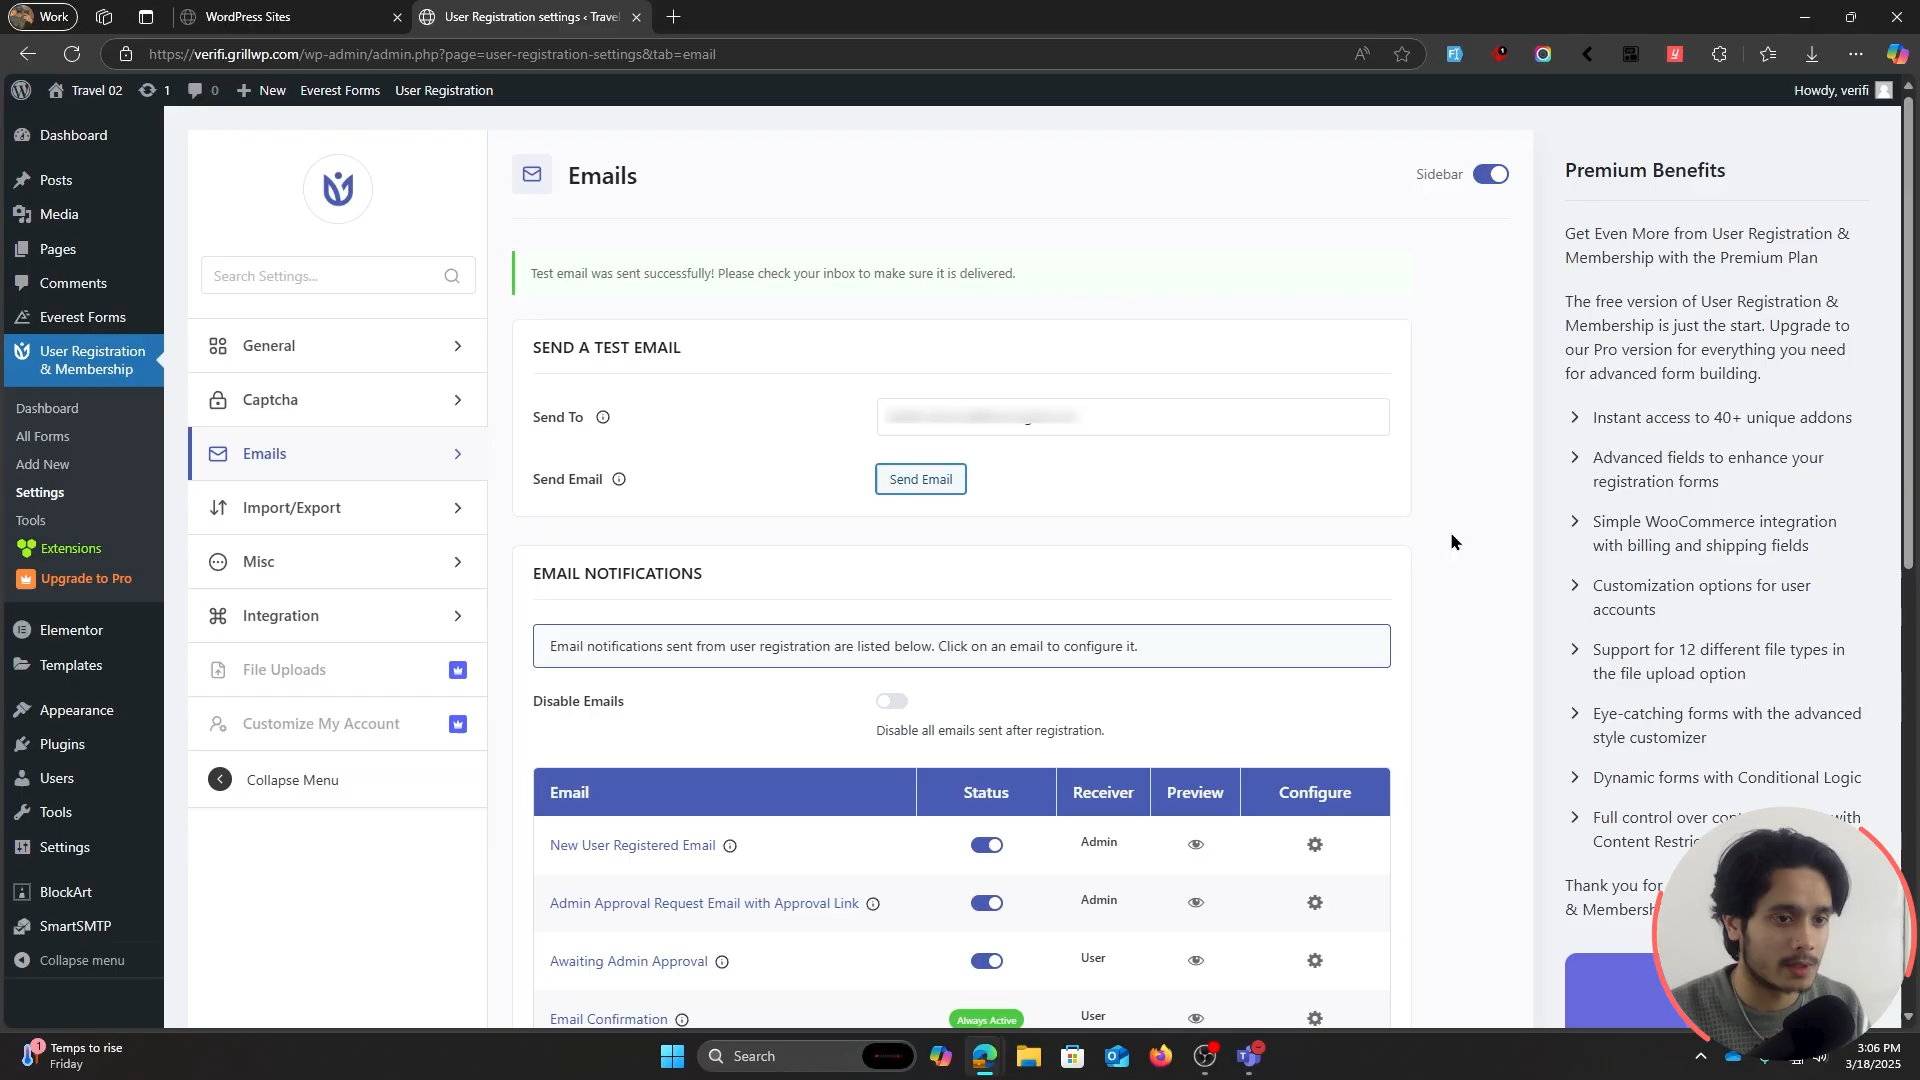 Work
WordPress Sites
User Registration settings ‹ Travel
https://verifi.grillwp.com/wp-admin/admin.php?page=user-registration-settings&tab=email
Travel 02
1
0
New
Everest Forms
User Registration
Howdy, verifi
Dashboard
Posts
Media
Pages
Comments
Everest Forms
User Registration
& Membership
Dashboard
All Forms
Add New
Settings
Tools
Extensions
Upgrade to Pro
Elementor
Templates
Appearance
Plugins
Users
Tools
Settings
BlockArt
SmartSMTP
Collapse menu
Search Settings...
General
Captcha
Emails
Import/Export
Misc
Integration
File Uploads
Customize My Account
Collapse Menu
Emails
Sidebar
Test email was sent successfully! Please check your inbox to make sure it is delivered.
SEND A TEST EMAIL
Send To
Send Email
Send Email
EMAIL NOTIFICATIONS
Email notifications sent from user registration are listed below. Click on an email to configure it.
Disable Emails
Disable all emails sent after registration.
Email Status Receiver Preview Configure
New User Registered Email Admin
Admin Approval Request Email with Approval Link Admin
Awaiting Admin Approval User
Email Confirmation Always Active User
Premium Benefits
Get Even More from User Registration &
Membership with the Premium Plan
The free version of User Registration &
Membership is just the start. Upgrade to
our Pro version for everything you need
for advanced form building.
Instant access to 40+ unique addons
Advanced fields to enhance your
registration forms
Simple WooCommerce integration
with billing and shipping fields
Customization options for user
accounts
Support for 12 different file types in
the file upload option
Eye-catching forms with the advanced
style customizer
Dynamic forms with Conditional Logic
Full control over with
Content
Thank you for
&
1
Temps to rise
Friday
Search
3:06 PM
3/18/2025